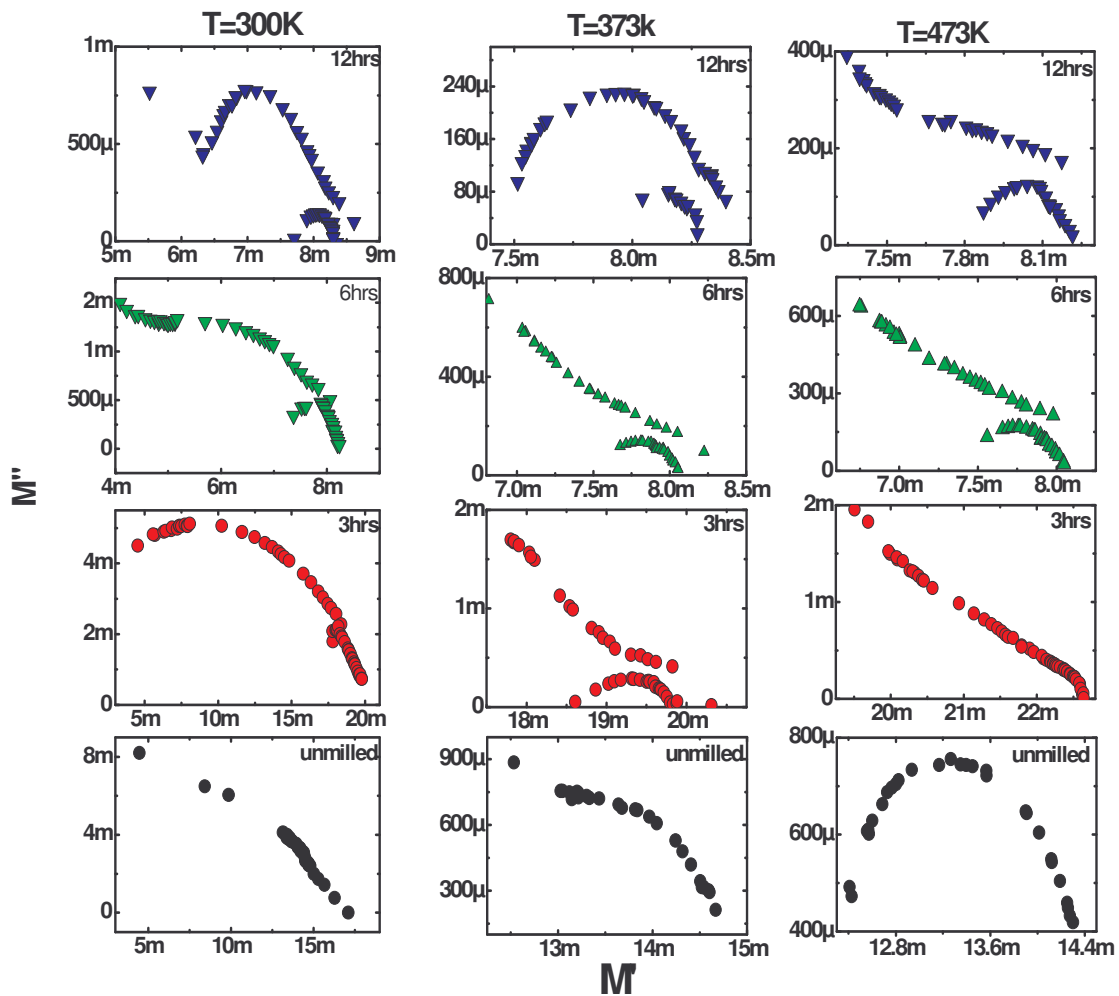 T=300K
T=373k
T=473K
1m
500µ
0
12hrs
5m 6m 7m 8m 9m
240µ
160µ
80µ
0
12hrs
7.5m 8.0m 8.5m
400µ
200µ
0
12hrs
7.5m 7.8m 8.1m
2m
1m
500µ
0
6hrs
4m 6m 8m
800µ
400µ
0
6hrs
7.0m 7.5m 8.0m 8.5m
600µ
300µ
0
6hrs
7.0m 7.5m 8.0m
4m
2m
0
3hrs
5m 10m 15m 20m
2m
1m
0
3hrs
18m 19m 20m
2m
1m
0
3hrs
20m 21m 22m
8m
4m
0
unmilled
5m 10m 15m
900µ
600µ
300µ
unmilled
13m 14m 15m
800µ
600µ
400µ
unmilled
12.8m 13.6m 14.4m
M''
M'